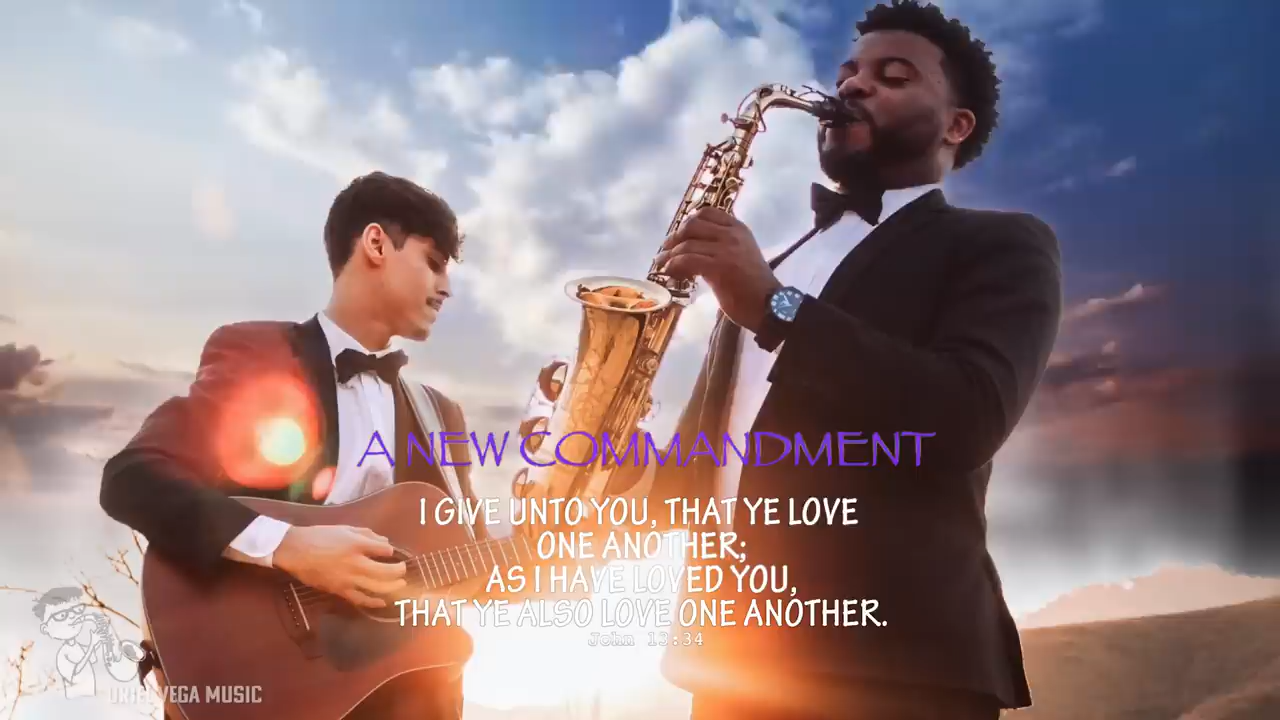 A NEW COMMANDMENT
I GIVE UNTO YOU, THAT YE LOVE
ONE ANOTHER;
AS I HAVE LOVED YOU,
THAT YE ALSO LOVE ONE ANOTHER.
John 13:34
VEGA MUSIC